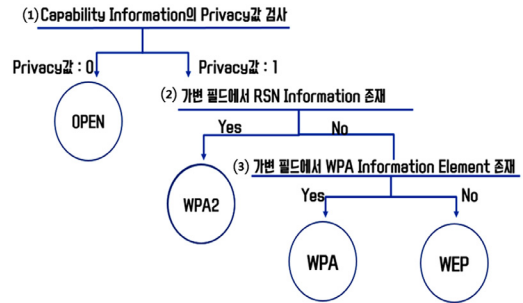 (1) Capability Information의 Privacy값 검사
Privacy값 : 0
Privacy값 : 1
OPEN
(2) 가변 필드에서 RSN Information 존재
Yes
No
WPA2
(3) 가변 필드에서 WPA Information Element 존재
Yes
No
WPA
WEP